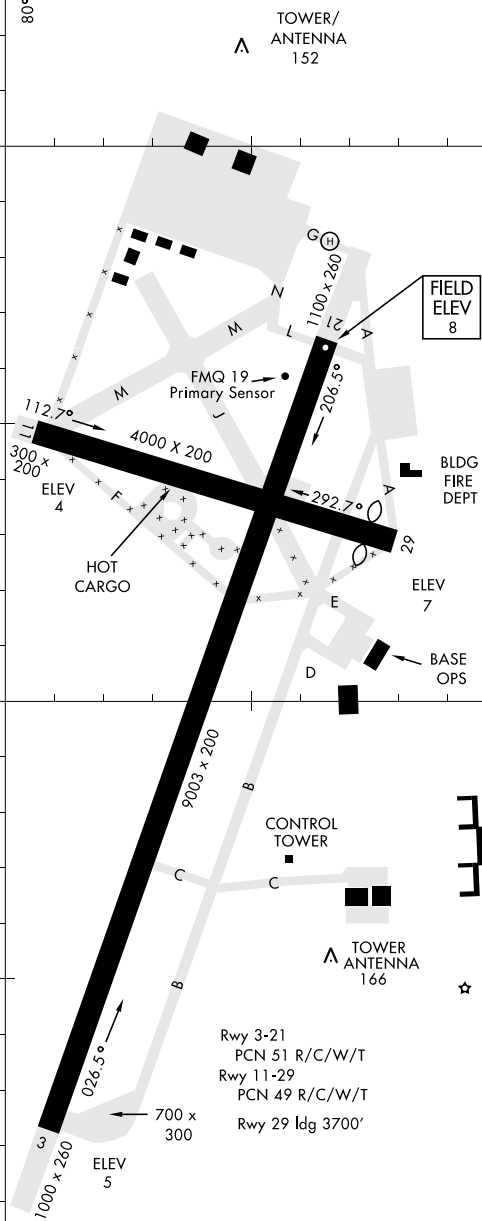 80°
TOWER/
ANTENNA
152
G
H
1100 x 260
FIELD
ELEV
8
N
M
L
21
A
FMQ 19
Primary Sensor
206.5°
M
J
112.7°
11
4000 X 200
300 x
200
ELEV
4
F
292.7°
A
BLDG
FIRE
DEPT
29
HOT
CARGO
ELEV
7
E
BASE
OPS
D
9003 x 200
B
CONTROL
TOWER
C
C
TOWER
ANTENNA
166
B
026.5°
Rwy 3-21
PCN 51 R/C/W/T
Rwy 11-29
PCN 49 R/C/W/T
Rwy 29 ldg 3700'
700 x
300
3
ELEV
5
1000 x 260